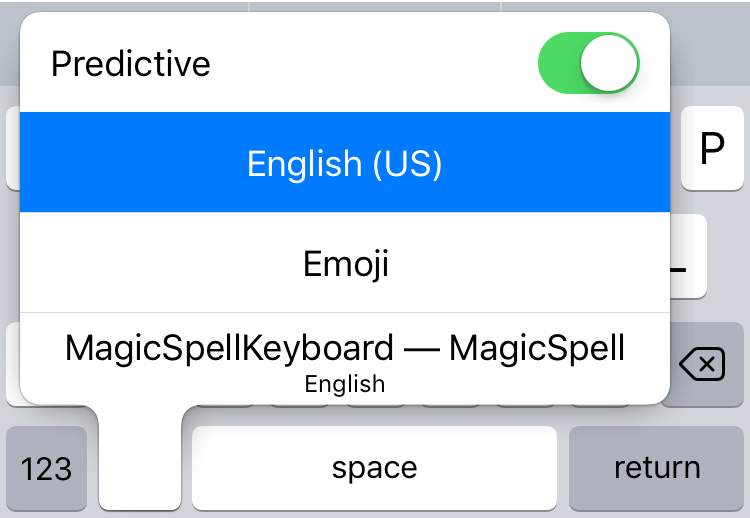 Predictive
English (US)
P
Emoji
MagicSpellKeyboard — MagicSpell
English
123
space
return